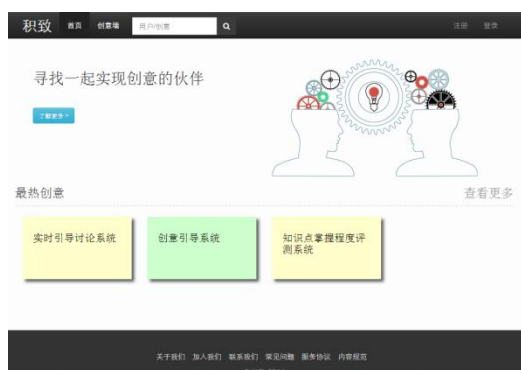 积致 首页 创意墙 用户/创意 注册 登录
寻找一起实现创意的伙伴
了解更多 >
最热创意 查看更多
实时引导讨论系统
创意引导系统
知识点掌握程度评
测系统
关于我们 加入我们 联系我们 常见问题 服务协议 内容规范